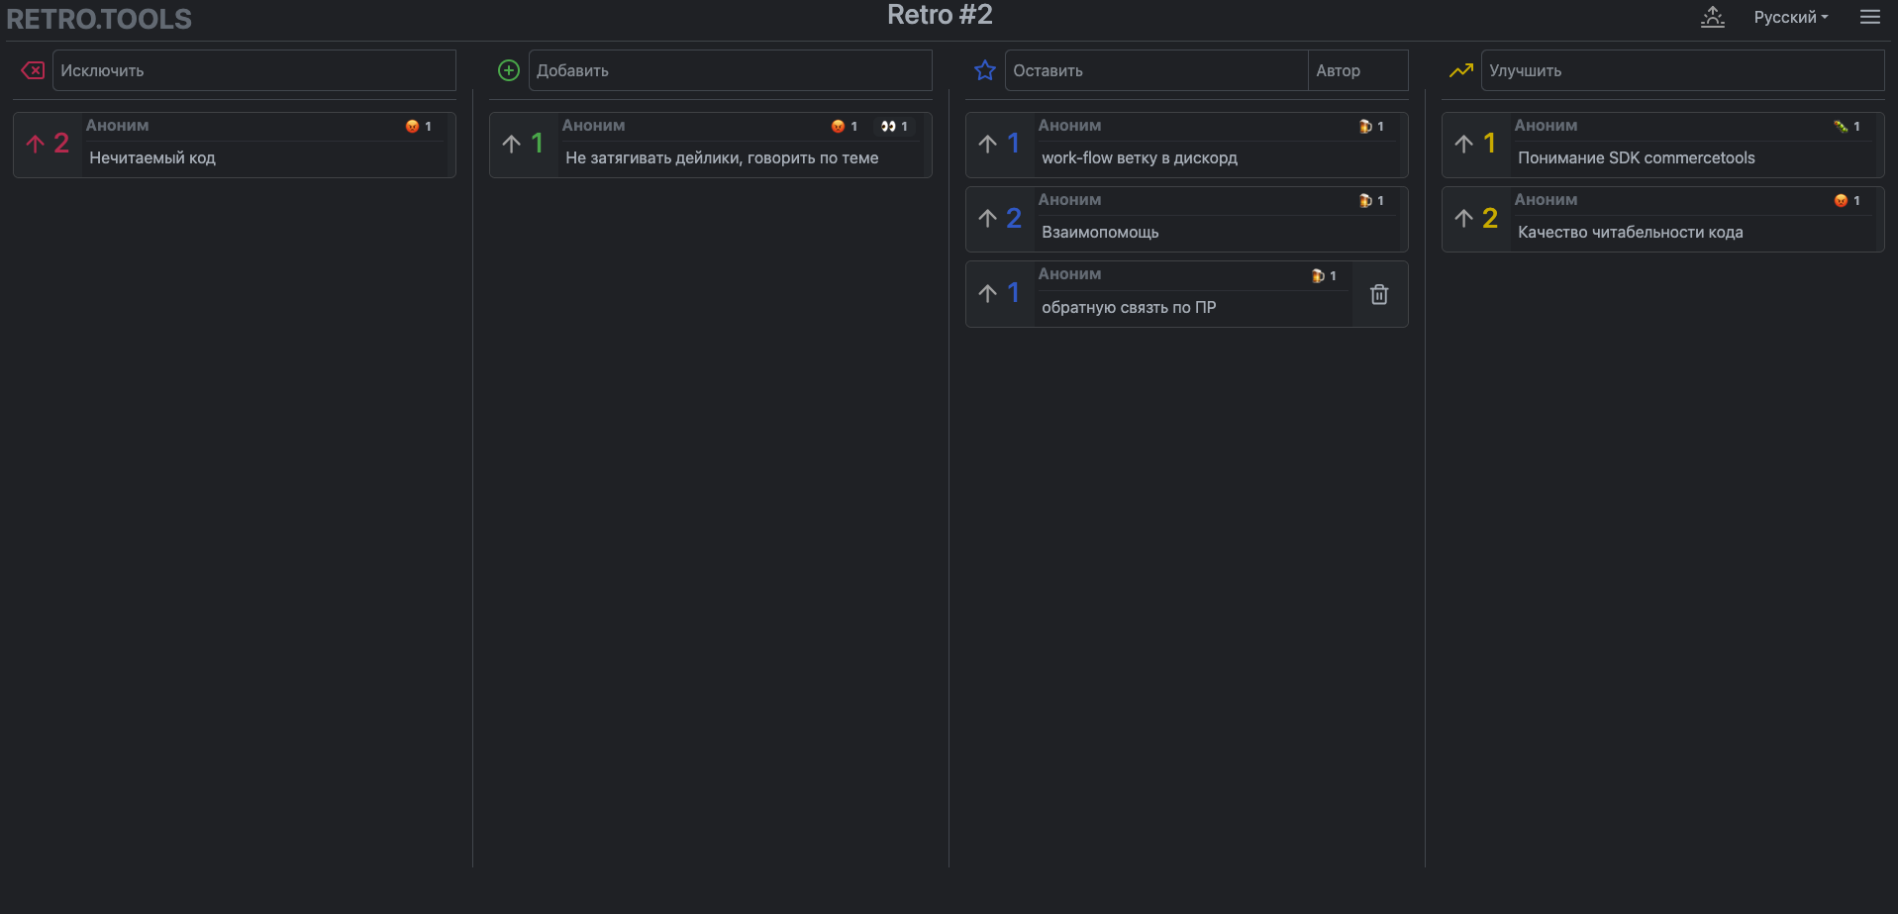 RETRO.TOOLS
Retro #2
Русский
Исключить
2
Аноним
1
Нечитаемый код
Добавить
1
Аноним
1
1
Не затягивать дейлики, говорить по теме
Оставить
Автор
1
Аноним
1
work-flow ветку в дискорд
2
Аноним
1
Взаимопомощь
1
Аноним
1
обратную связть по ПР
Улучшить
1
Аноним
1
Понимание SDK commercetools
2
Аноним
1
Качество читабельности кода